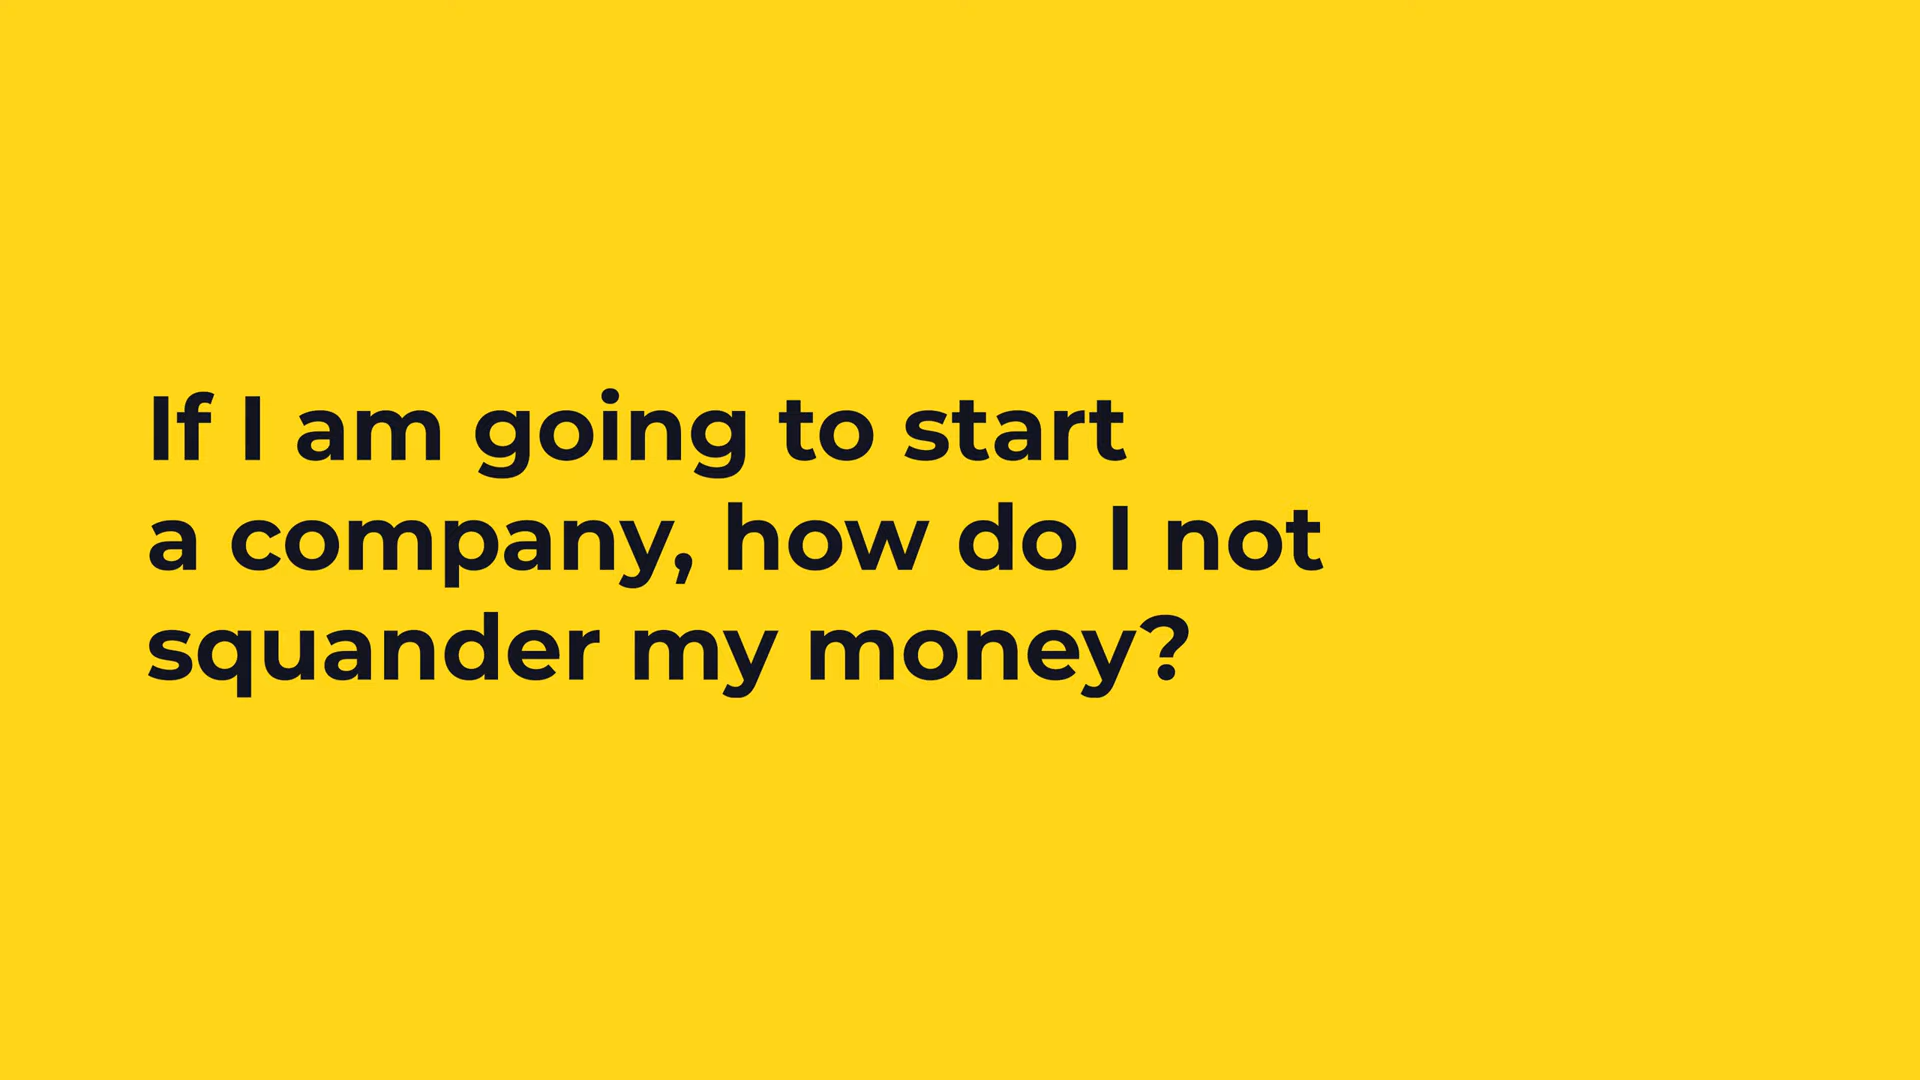 If I am going to start
a company, how do I not
squander my money?